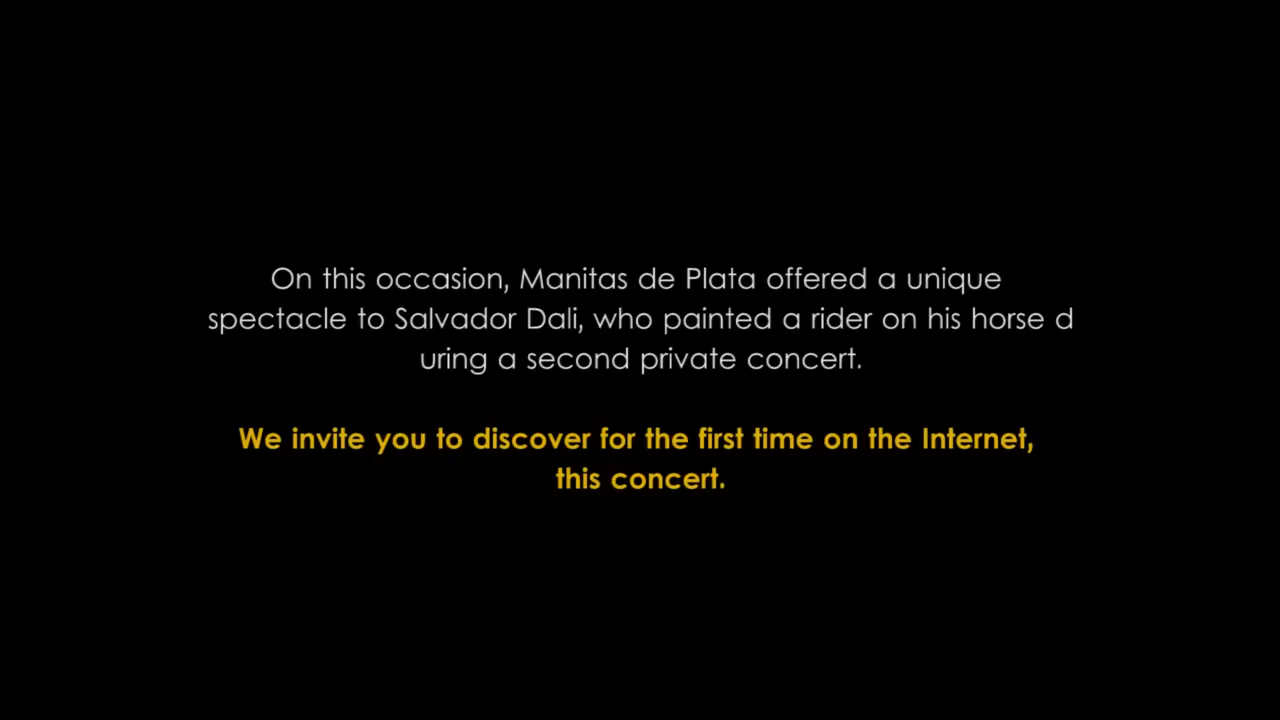 On this occasion, Manitas de Plata offered a unique
spectacle to Salvador Dali, who painted a rider on his horse d
uring a second private concert.
We invite you to discover for the first time on the Internet,
this concert.